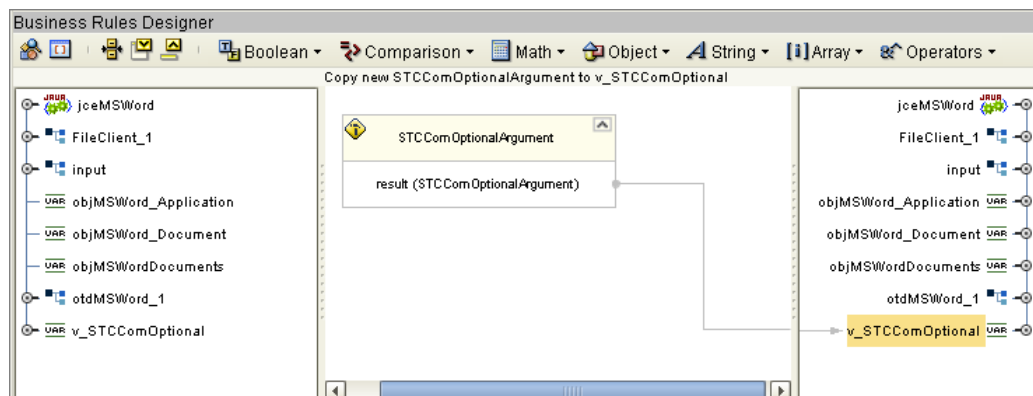 Business Rules Designer
Boolean Comparison Math Object String [i] Array Operators
Copy new STCComOptionalArgument to v_STCComOptional
jceMSWord
FileClient_1
input
objMSWord_Application
objMSWord_Document
objMSWordDocuments
otdMSWord_1
v_STCComOptional
STCComOptionalArgument
result (STCComOptionalArgument)
jceMSWord
FileClient_1
input
objMSWord_Application
objMSWord_Document
objMSWordDocuments
otdMSWord_1
v_STCComOptional